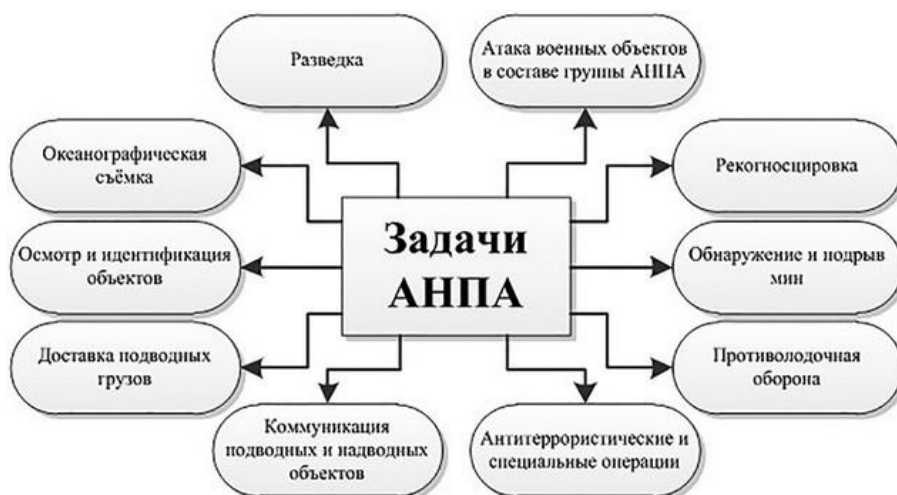 Разведка
Атака военных объектов
в составе группы АНПА
Океанографическая
съёмка
Рекогносцировка
Задачи
АНПА
Осмотр и идентификация
объектов
Обнаружение и подрыв
мин
Доставка подводных
грузов
Противолодочная
оборона
Коммуникация
подводных и надводных
объектов
Антитеррористические и
специальные операции